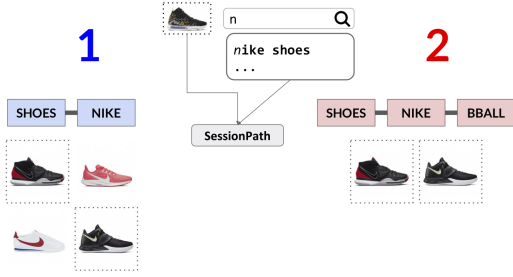 n
nike shoes
...
1
2
SHOES NIKE
SessionPath
SHOES NIKE BBALL